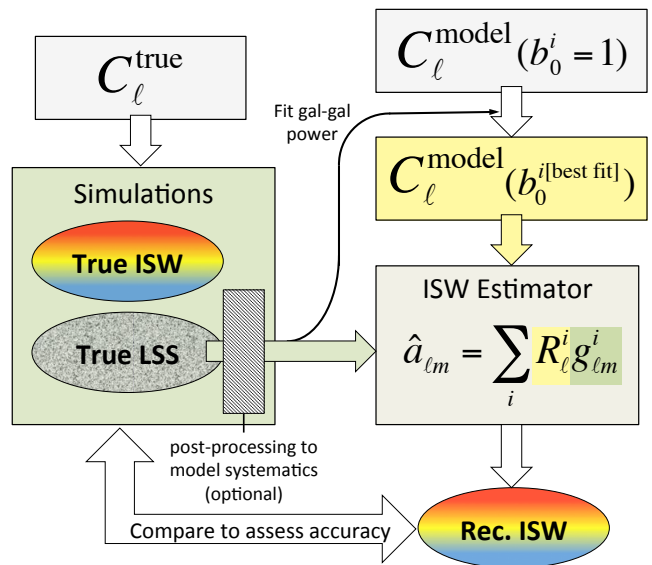 C_ℓ^true
C_ℓ^model (b_0^i = 1)
Fit gal-gal
power
C_ℓ^model (b_0^i[best fit])
Simulations
True ISW
True LSS
ISW Estimator
â_ℓm = ∑_i R_ℓ^i g_ℓm^i
post-processing to
model systematics
(optional)
Compare to assess accuracy
Rec. ISW